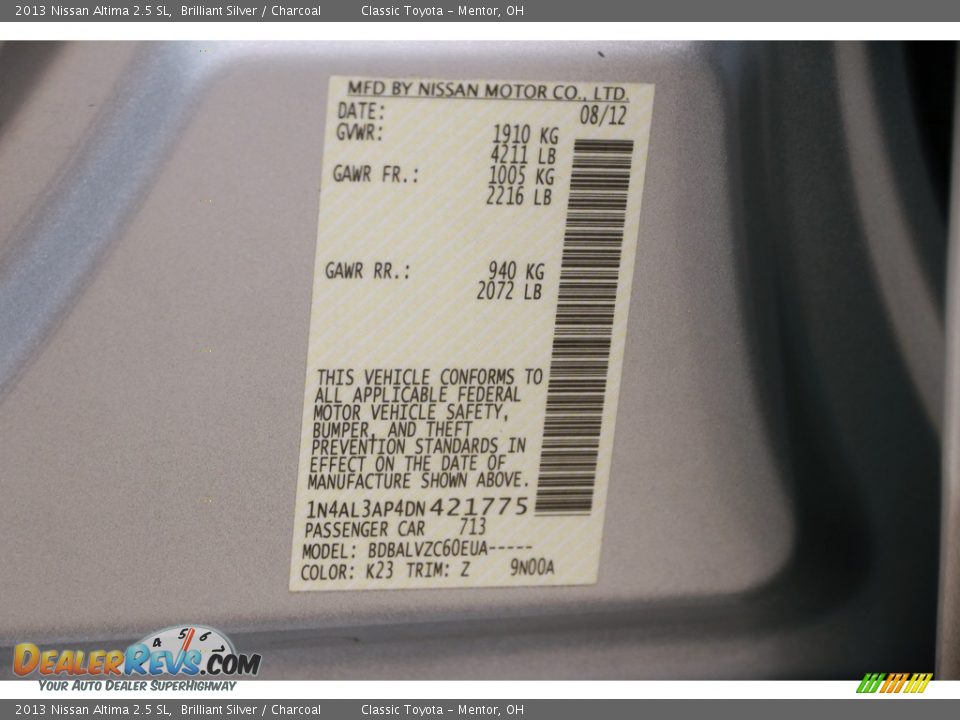 2013 Nissan Altima 2.5 SL, Brilliant Silver / Charcoal Classic Toyota - Mentor, OH
MFD BY NISSAN MOTOR CO., LTD.
DATE: 08/12
GVWR: 1910 KG
4211 LB
GAWR FR.: 1005 KG
2216 LB
GAWR RR.: 940 KG
2072 LB
THIS VEHICLE CONFORMS TO
ALL APPLICABLE FEDERAL
MOTOR VEHICLE SAFETY,
BUMPER, AND THEFT
PREVENTION STANDARDS IN
EFFECT ON THE DATE OF
MANUFACTURE SHOWN ABOVE.
1N4AL3AP4DN421775
PASSENGER CAR 713
MODEL: BDBALVZC60EUA-----
COLOR: K23 TRIM: Z 9N00A
4 5 6 7
DEALERREVS.COM
YOUR AUTO DEALER SUPERHIGHWAY
2013 Nissan Altima 2.5 SL, Brilliant Silver / Charcoal Classic Toyota - Mentor, OH